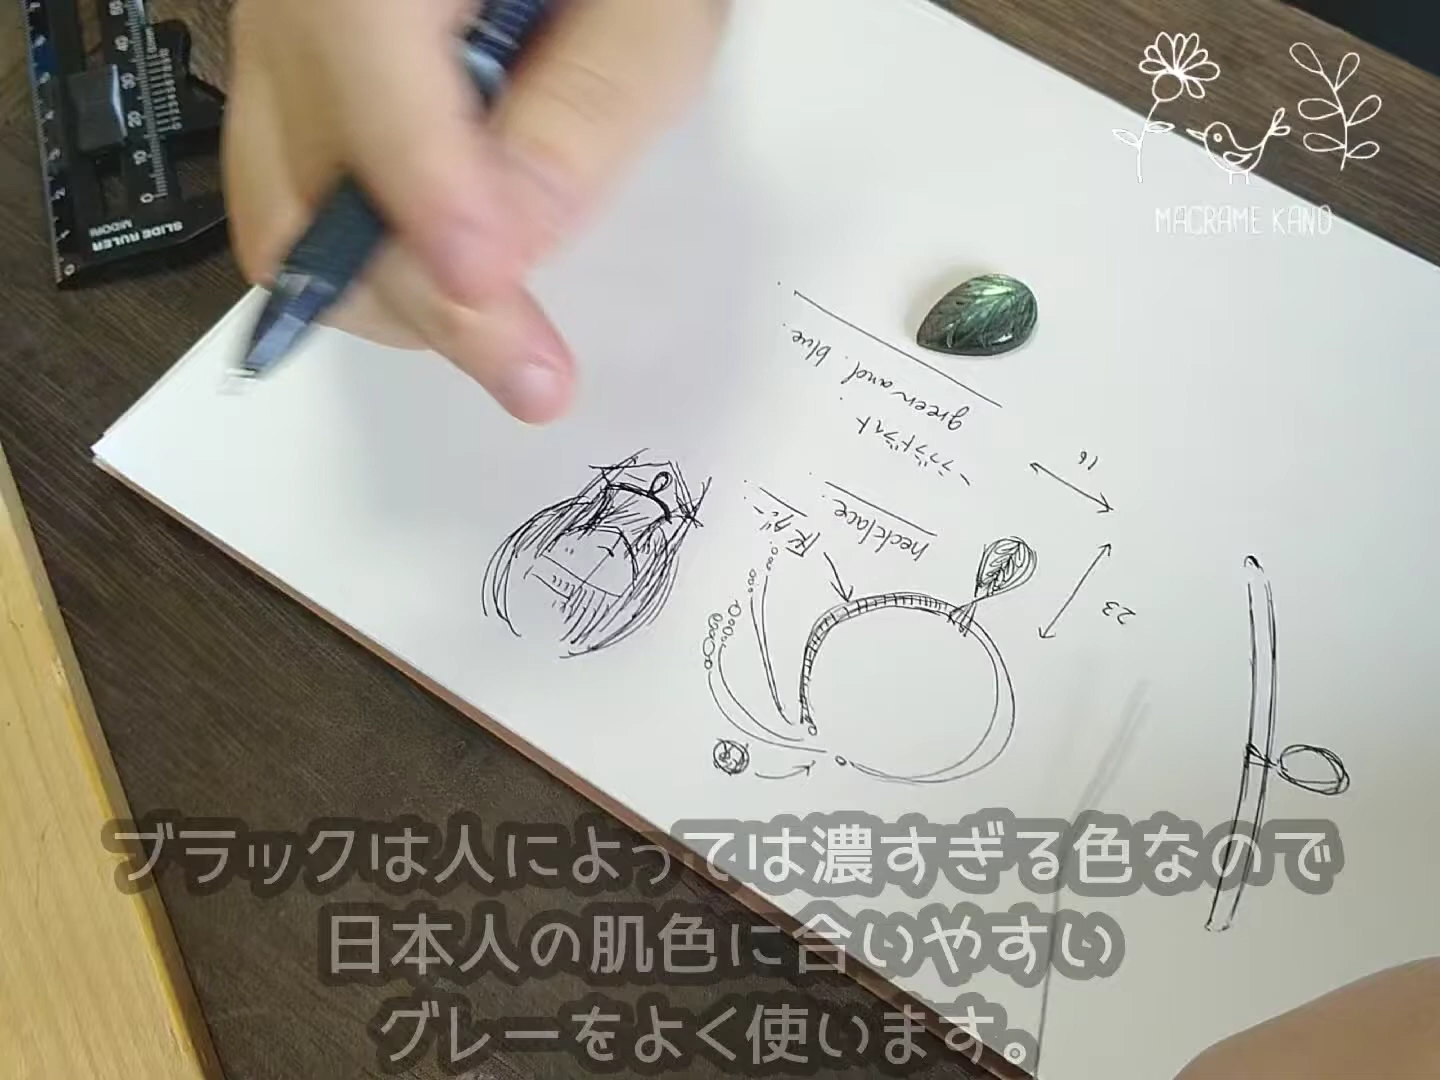 MACRAME KANO
SLIDE RULER
MIDORI
green and. blue.
ラブラドライト
16
necklace.
23
ブラックは人によっては濃すぎる色なので
日本人の肌色に合いやすい
グレーをよく使います。